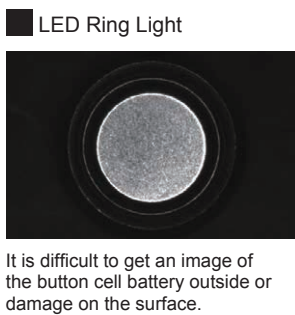 LED Ring Light
It is difficult to get an image of
the button cell battery outside or
damage on the surface.